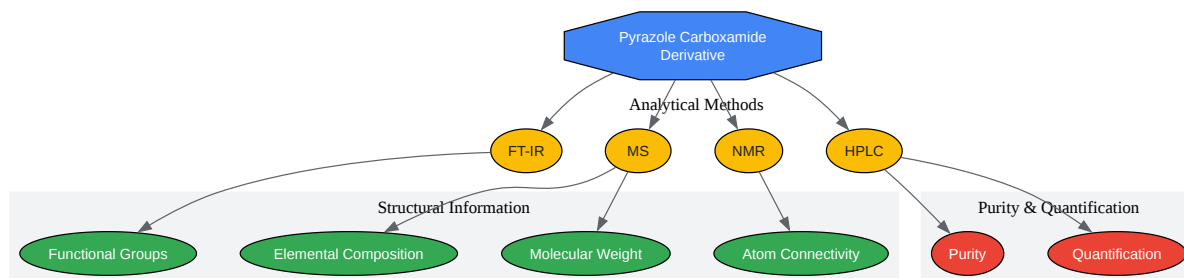 Pyrazole Carboxamide
Derivative
Analytical Methods
FT-IR
MS
NMR
HPLC
Structural Information
Purity & Quantification
Functional Groups
Elemental Composition
Molecular Weight
Atom Connectivity
Purity
Quantification